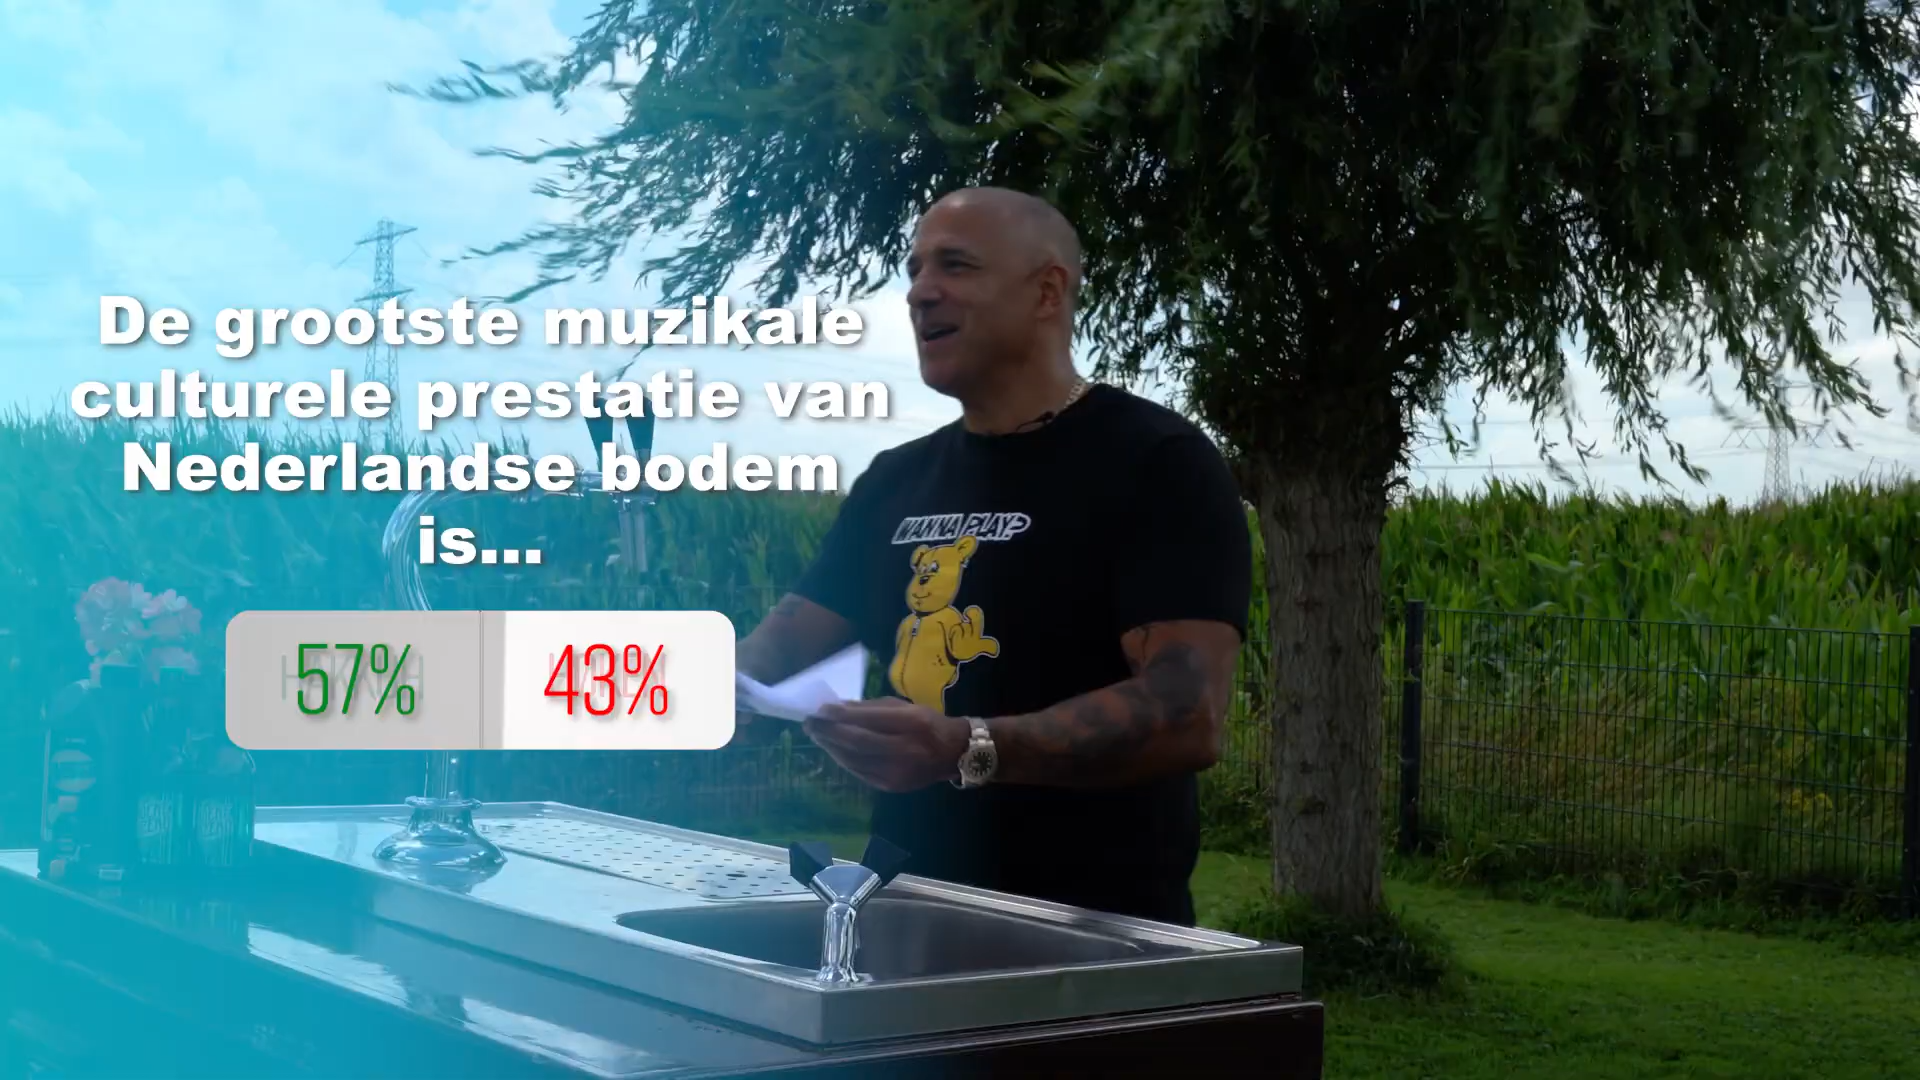 De grootste muzikale
culturele prestatie van
Nederlandse bodem
is...
57% 43%
WANNA PLAY?